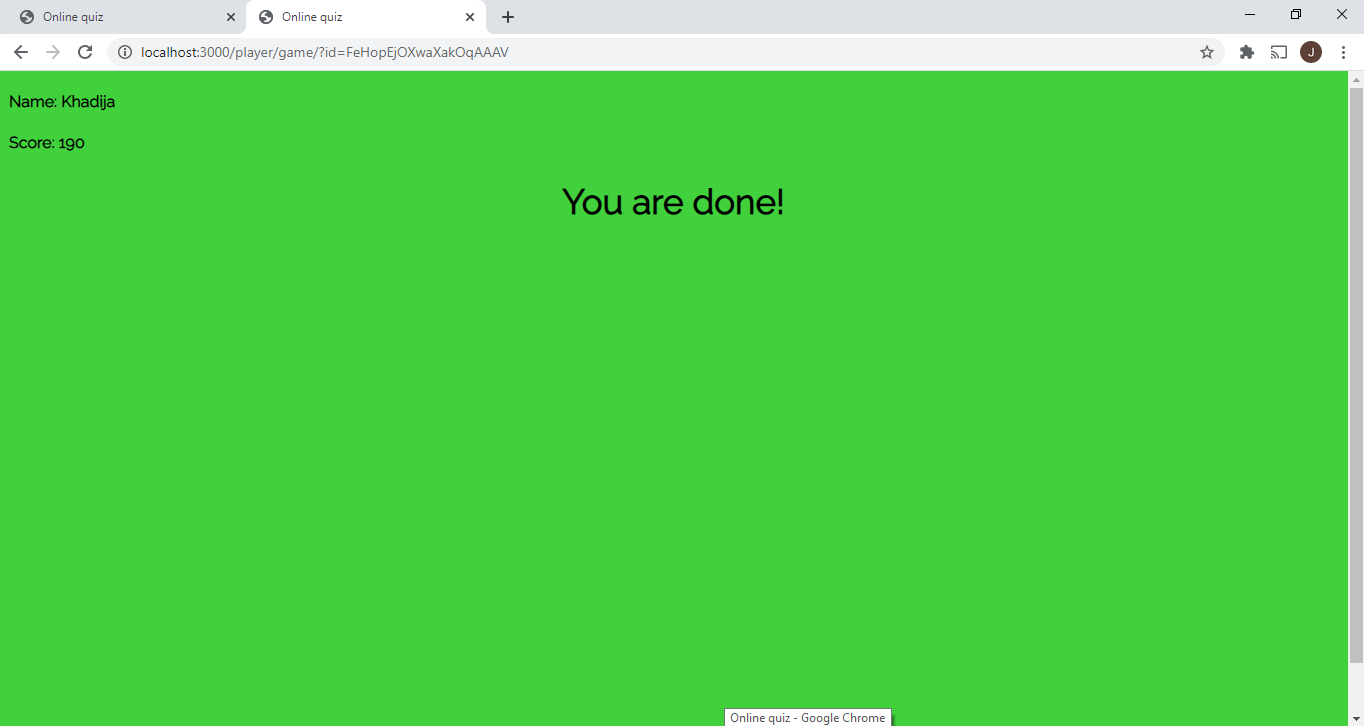 Online quiz
Online quiz
localhost:3000/player/game/?id=FeHopEjOXwaXakOqAAAV
J
Name: Khadija
Score: 190
You are done!
Online quiz - Google Chrome